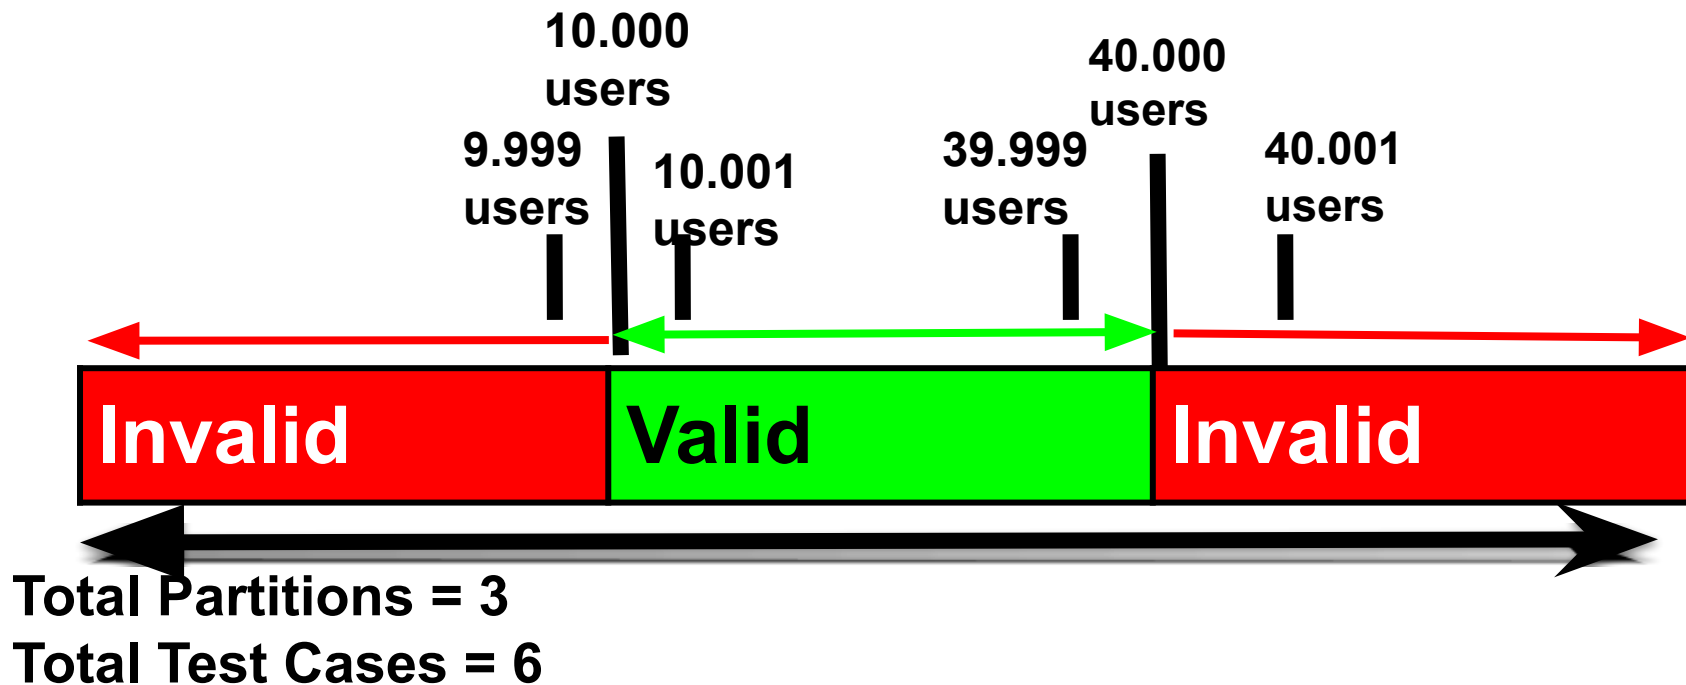 10.000
users
40.000
users
9.999
users
10.001
users
39.999
users
40.001
users
Invalid
Valid
Invalid
Total Partitions = 3
Total Test Cases = 6